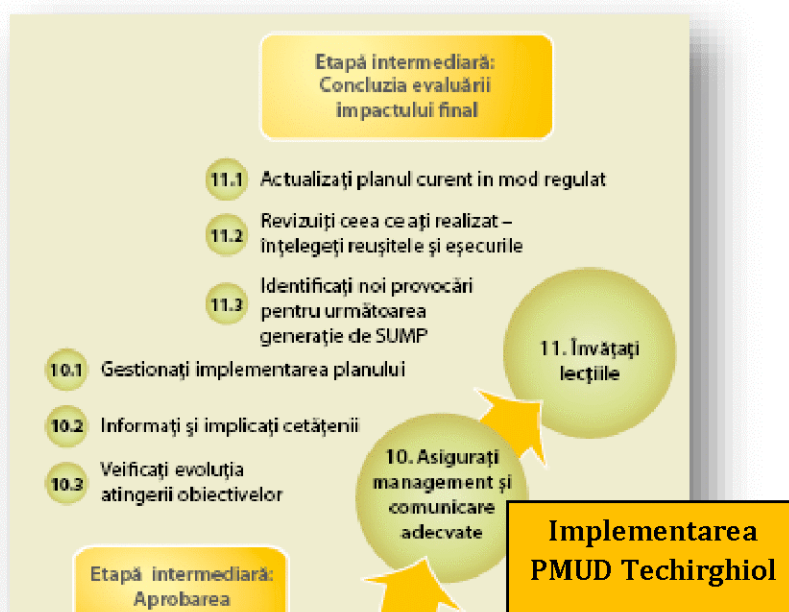 Etapă intermediară:
Concluzia evaluării
impactului final
11.1 Actualizați planul curent in mod regulat
11.2 Revizuiți ceea ce ați realizat –
înțelegeți reușitele și eșecurile
11.3 Identificați noi provocări
pentru următoarea
generație de SUMP
11. Învățați
lecțiile
10.1 Gestionați implementarea planului
10.2 Informați și implicați cetățenii
10.3 Veificați evoluția
atingerii obiectivelor
10. Asigurați
management și
comunicare
adecvate
Implementarea
PMUD Techirghiol
Etapă intermediară:
Aprobarea